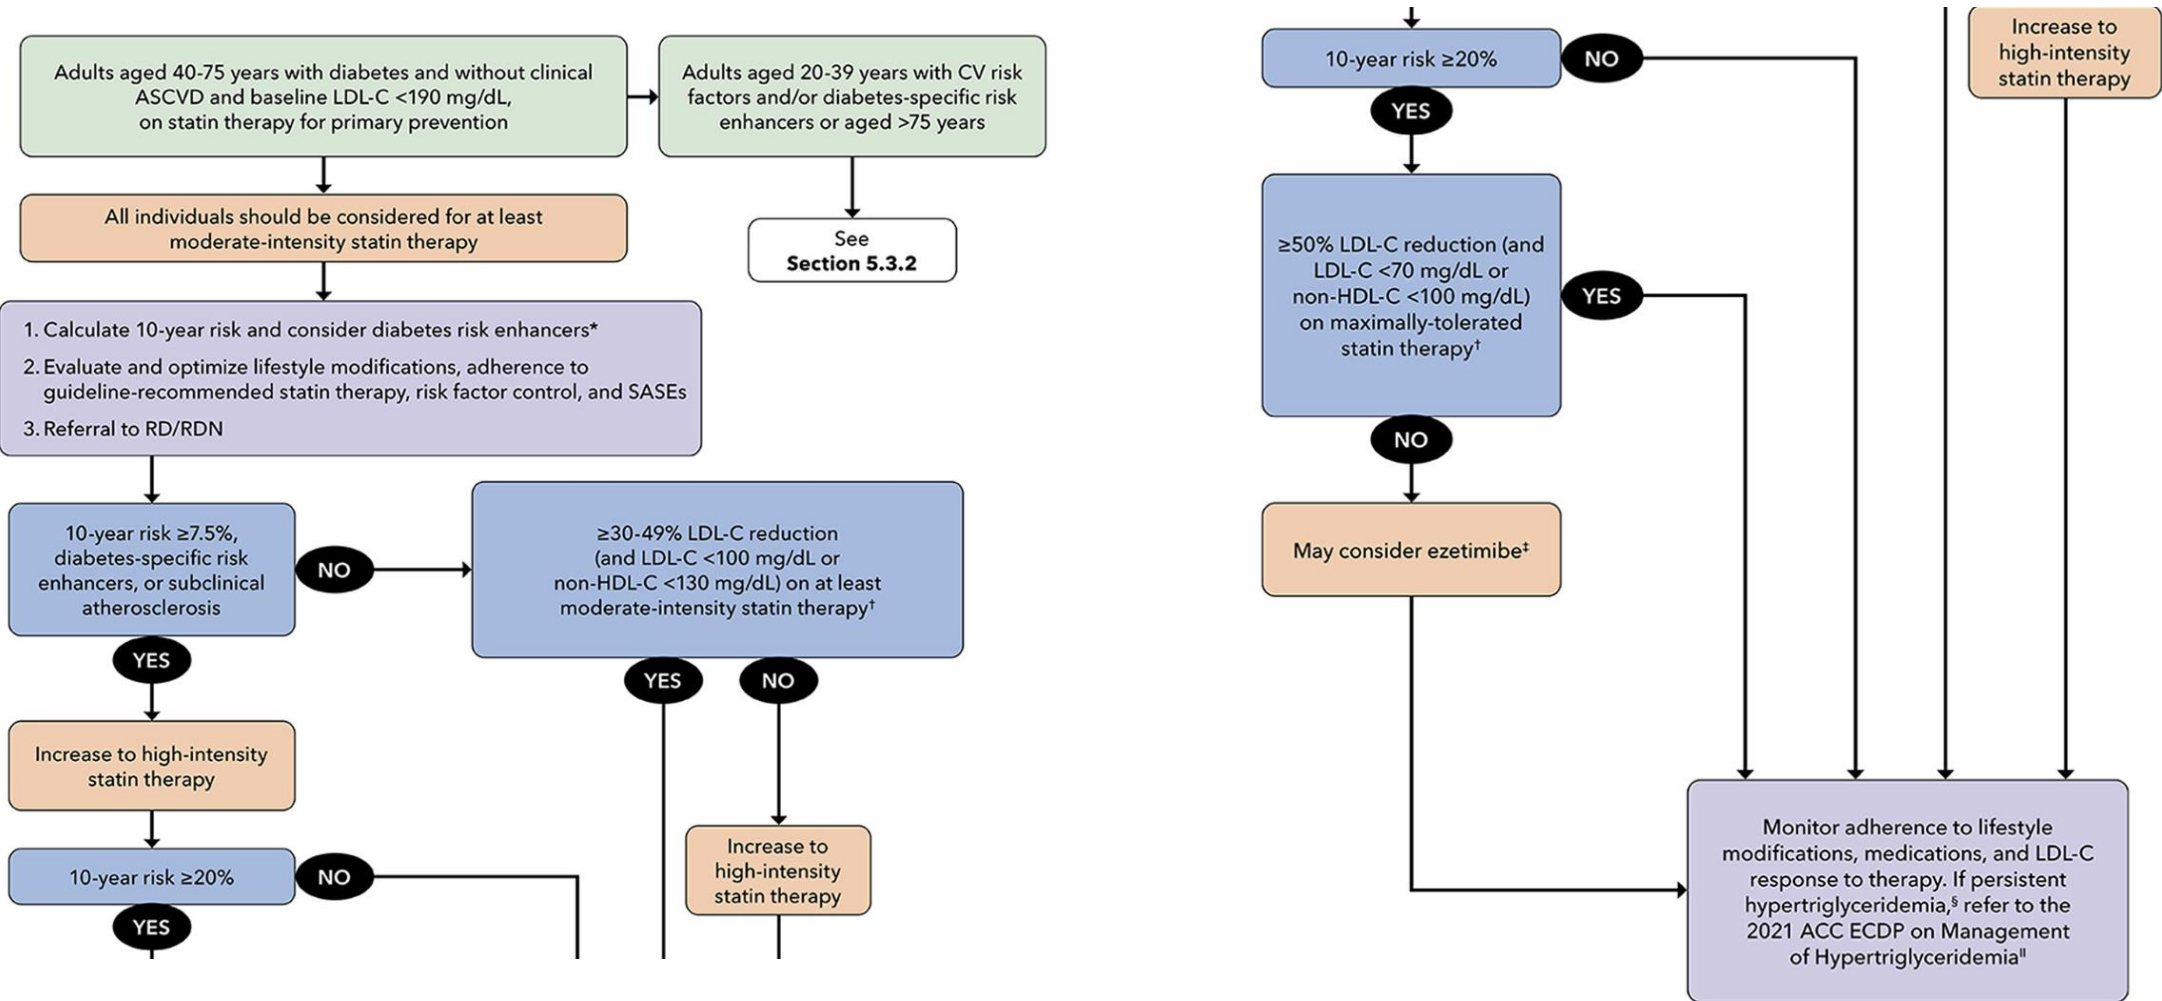 Adults aged 40-75 years with diabetes and without clinical
ASCVD and baseline LDL-C <190 mg/dL,
on statin therapy for primary prevention
Adults aged 20-39 years with CV risk
factors and/or diabetes-specific risk
enhancers or aged >75 years
All individuals should be considered for at least
moderate-intensity statin therapy
See
Section 5.3.2
1. Calculate 10-year risk and consider diabetes risk enhancers*
2. Evaluate and optimize lifestyle modifications, adherence to
guideline-recommended statin therapy, risk factor control, and SASEs
3. Referral to RD/RDN
10-year risk ≥7.5%,
diabetes-specific risk
enhancers, or subclinical
atherosclerosis
NO
≥30-49% LDL-C reduction
(and LDL-C <100 mg/dL or
non-HDL-C <130 mg/dL) on at least
moderate-intensity statin therapy†
YES
YES
NO
Increase to high-intensity
statin therapy
Increase to
high-intensity
statin therapy
10-year risk ≥20%
NO
YES
10-year risk ≥20%
NO
Increase to
high-intensity
statin therapy
YES
≥50% LDL-C reduction (and
LDL-C <70 mg/dL or
non-HDL-C <100 mg/dL)
on maximally-tolerated
statin therapy†
YES
NO
May consider ezetimibe‡
Monitor adherence to lifestyle
modifications, medications, and LDL-C
response to therapy. If persistent
hypertriglyceridemia,§ refer to the
2021 ACC ECDP on Management
of Hypertriglyceridemia‖